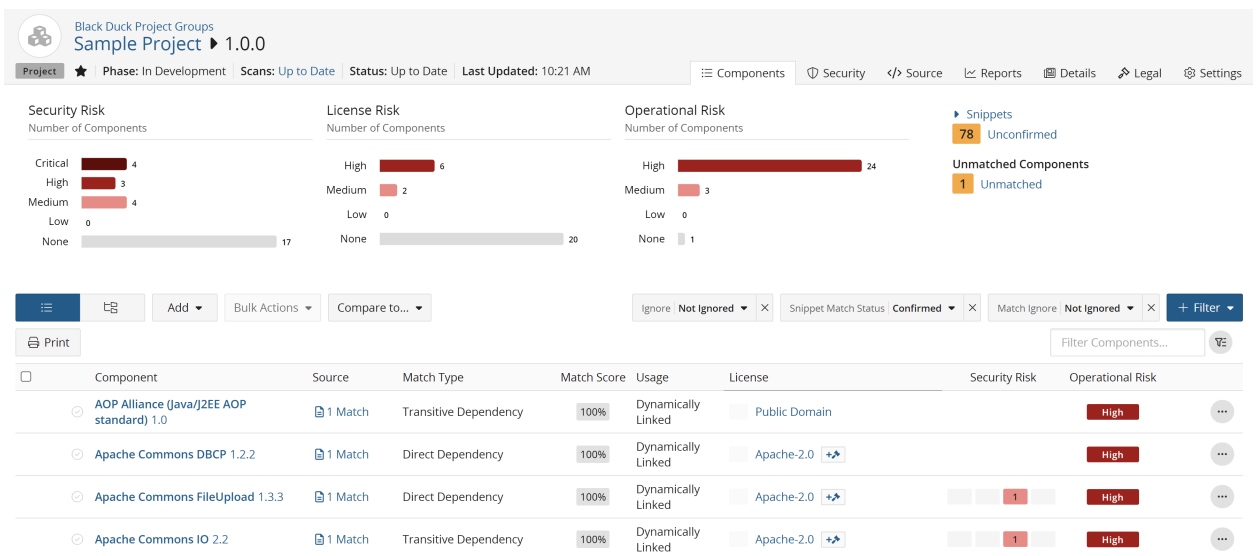 Black Duck Project Groups
Sample Project 1.0.0
Project Phase: In Development Scans: Up to Date Status: Up to Date Last Updated: 10:21 AM
Components Security Source Reports Details Legal Settings
Security Risk
Number of Components
Critical 4
High 3
Medium 4
Low 0
None 17
License Risk
Number of Components
High 6
Medium 2
Low 0
None 20
Operational Risk
Number of Components
High 24
Medium 3
Low 0
None 1
Snippets
78 Unconfirmed
Unmatched Components
1 Unmatched
Add Bulk Actions Compare to...
Ignore Not Ignored Snippet Match Status Confirmed Match Ignore Not Ignored + Filter
Print Filter Components...
Component Source Match Type Match Score Usage License Security Risk Operational Risk
AOP Alliance (Java/J2EE AOP
standard) 1.0 1 Match Transitive Dependency 100% Dynamically
Linked Public Domain High
Apache Commons DBCP 1.2.2 1 Match Direct Dependency 100% Dynamically
Linked Apache-2.0 High
Apache Commons FileUpload 1.3.3 1 Match Direct Dependency 100% Dynamically
Linked Apache-2.0 1 High
Apache Commons IO 2.2 1 Match Transitive Dependency 100% Dynamically
Linked Apache-2.0 1 High